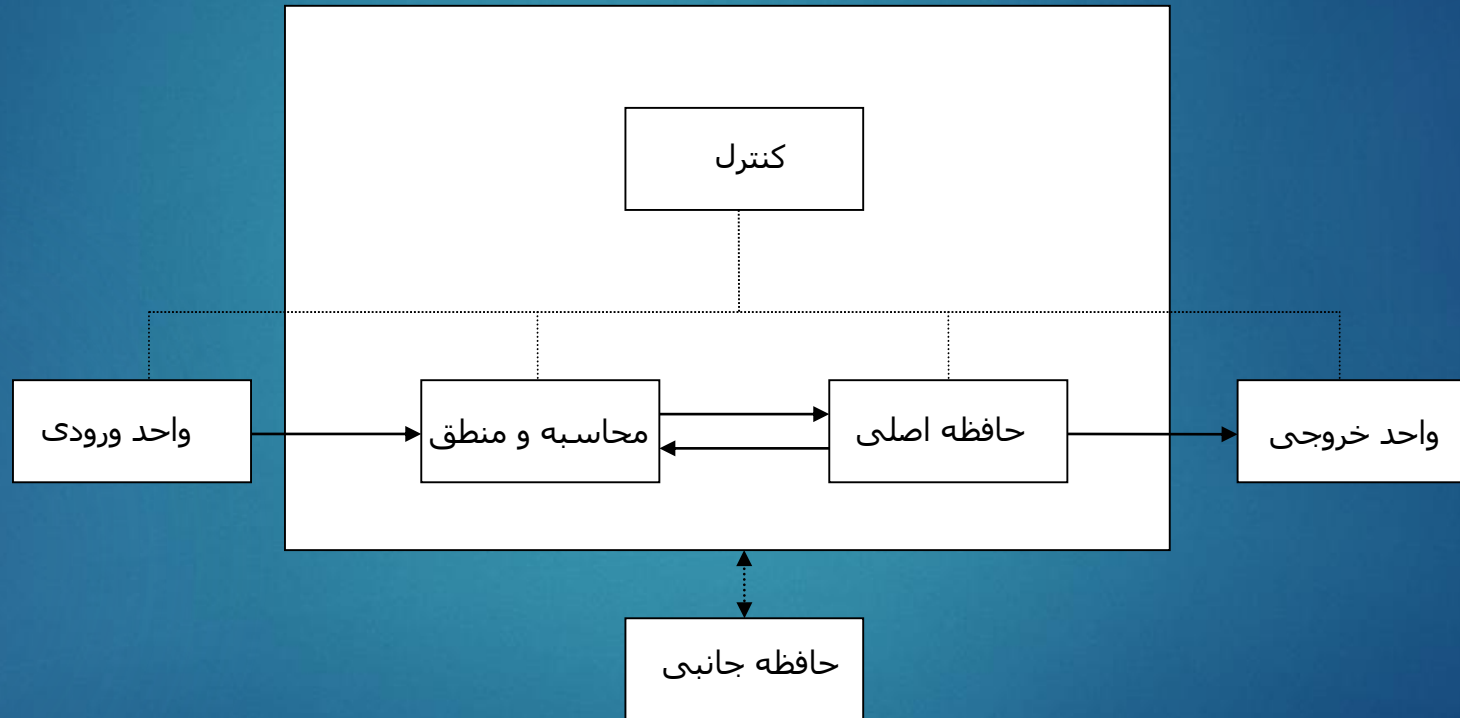 کنترل
واحد ورودی
محاسبه و منطق
حافظه اصلی
واحد خروجی
حافظه جانبی